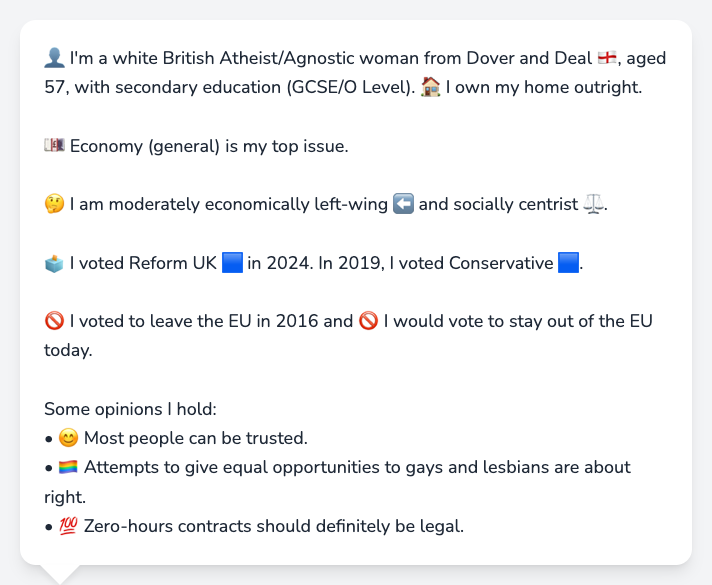 👤 I'm a white British Atheist/Agnostic woman from Dover and Deal 🏴󠁧󠁢󠁥󠁮󠁧󠁿, aged
57, with secondary education (GCSE/O Level). 🏠 I own my home outright.
💷 Economy (general) is my top issue.
🤔 I am moderately economically left-wing ⬅️ and socially centrist ⚖️.
🗳️ I voted Reform UK 🟦 in 2024. In 2019, I voted Conservative 🟦.
🚫 I voted to leave the EU in 2016 and 🚫 I would vote to stay out of the EU
today.
Some opinions I hold:
• 😊 Most people can be trusted.
• 🏳️‍🌈 Attempts to give equal opportunities to gays and lesbians are about
right.
• 💯 Zero-hours contracts should definitely be legal.